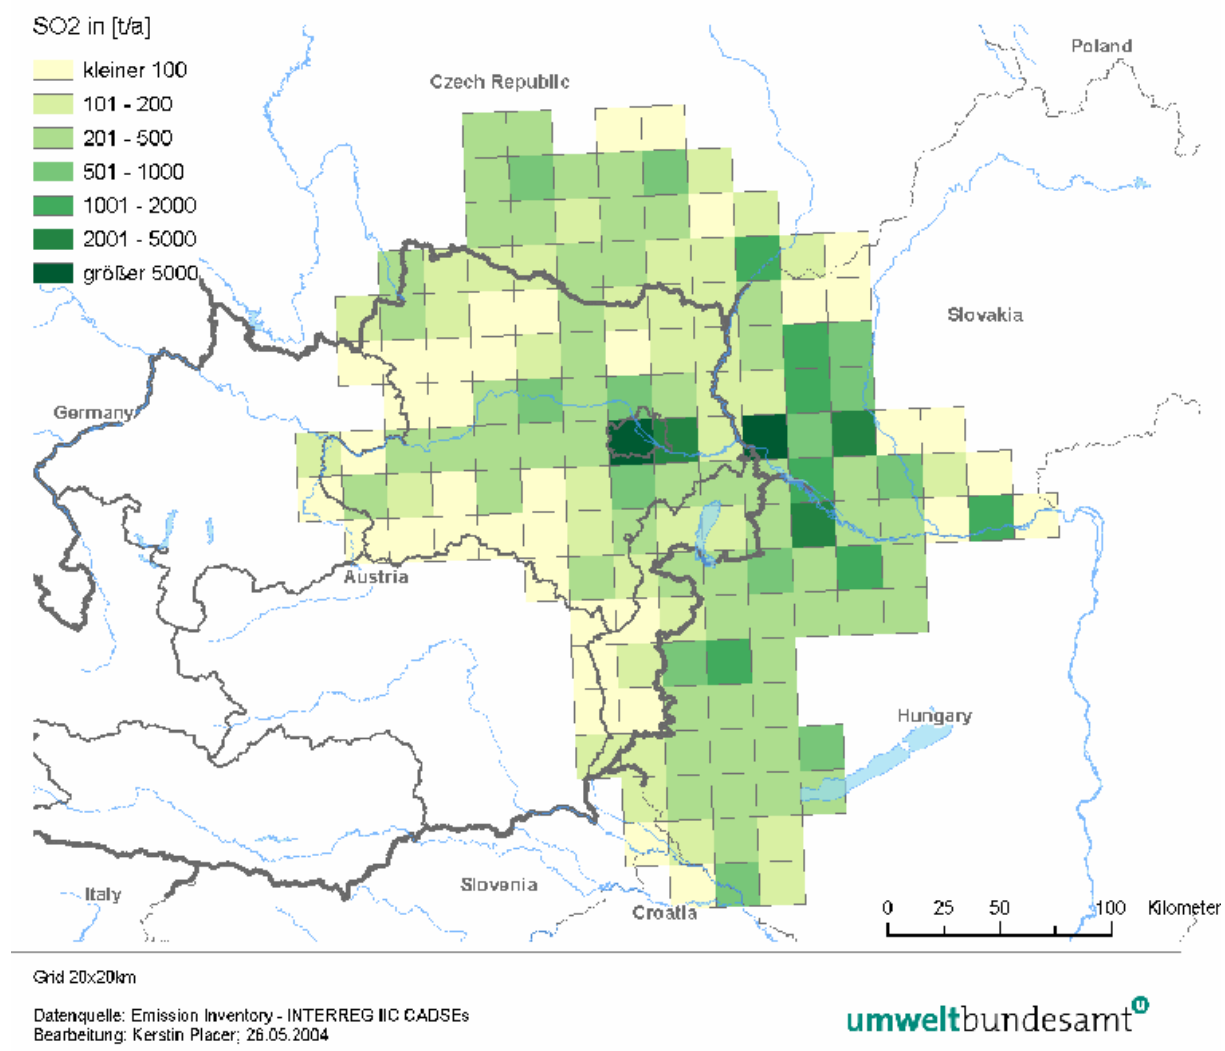 SO2 in [t/a]
kleiner 100
101 - 200
201 - 500
501 - 1000
1001 - 2000
2001 - 5000
größer 5000
Poland
Czech Republic
Slovakia
Germany
Austria
Hungary
Slovenia
Italy
Croatia
0 25 50 100 Kilometer
Grid 20x20km
Datenquelle: Emission Inventory - INTERREG IIC CADSEs
Bearbeitung: Kerstin Placer; 26.05.2004
umweltbundesamt u